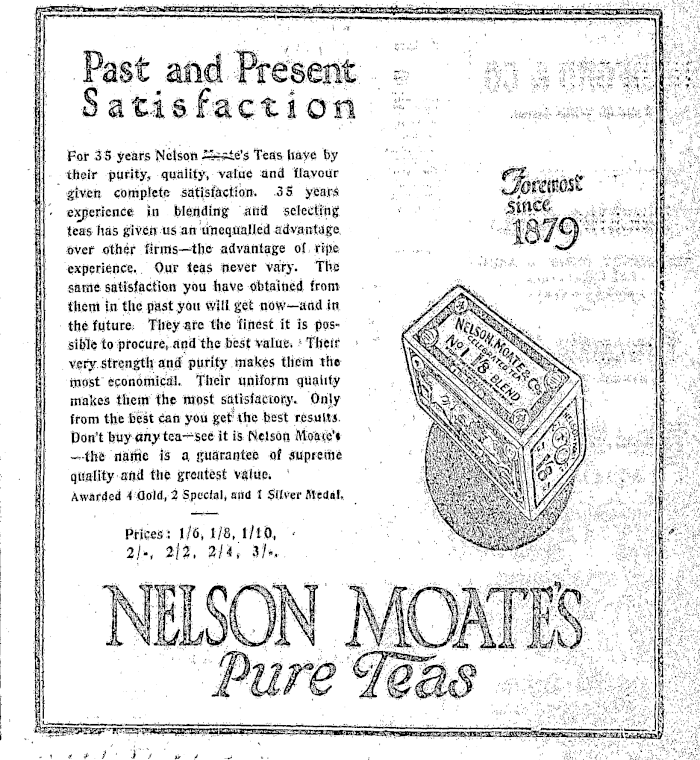 Past and Present
Satisfaction
For 35 years Nelson Moate's Teas have by
their purity, quality, value and flavour
given complete satisfaction. 35 years
experience in blending and selecting
teas has given us an unequalled advantage
over other firms—the advantage of ripe
experience. Our teas never vary. The
same satisfaction you have obtained from
them in the past you will get now—and in
the future. They are the finest it is pos-
sible to procure, and the best value. Their
very strength and purity makes them the
most economical. Their uniform quality
makes them the most satisfactory. Only
from the best can you get the best results.
Don't buy any tea—see it is Nelson Moate's
—the name is a guarantee of supreme
quality and the greatest value.
Awarded 4 Gold, 2 Special, and 1 Silver Medal.
Prices: 1/6, 1/8, 1/10,
2/-, 2/2, 2/4, 3/-.
Foremost
since
1879
NELSON, MOATE & Co's
CELEBRATED TEAS
No 1 1/8 BLEND
NELSON MOATE'S
Pure Teas